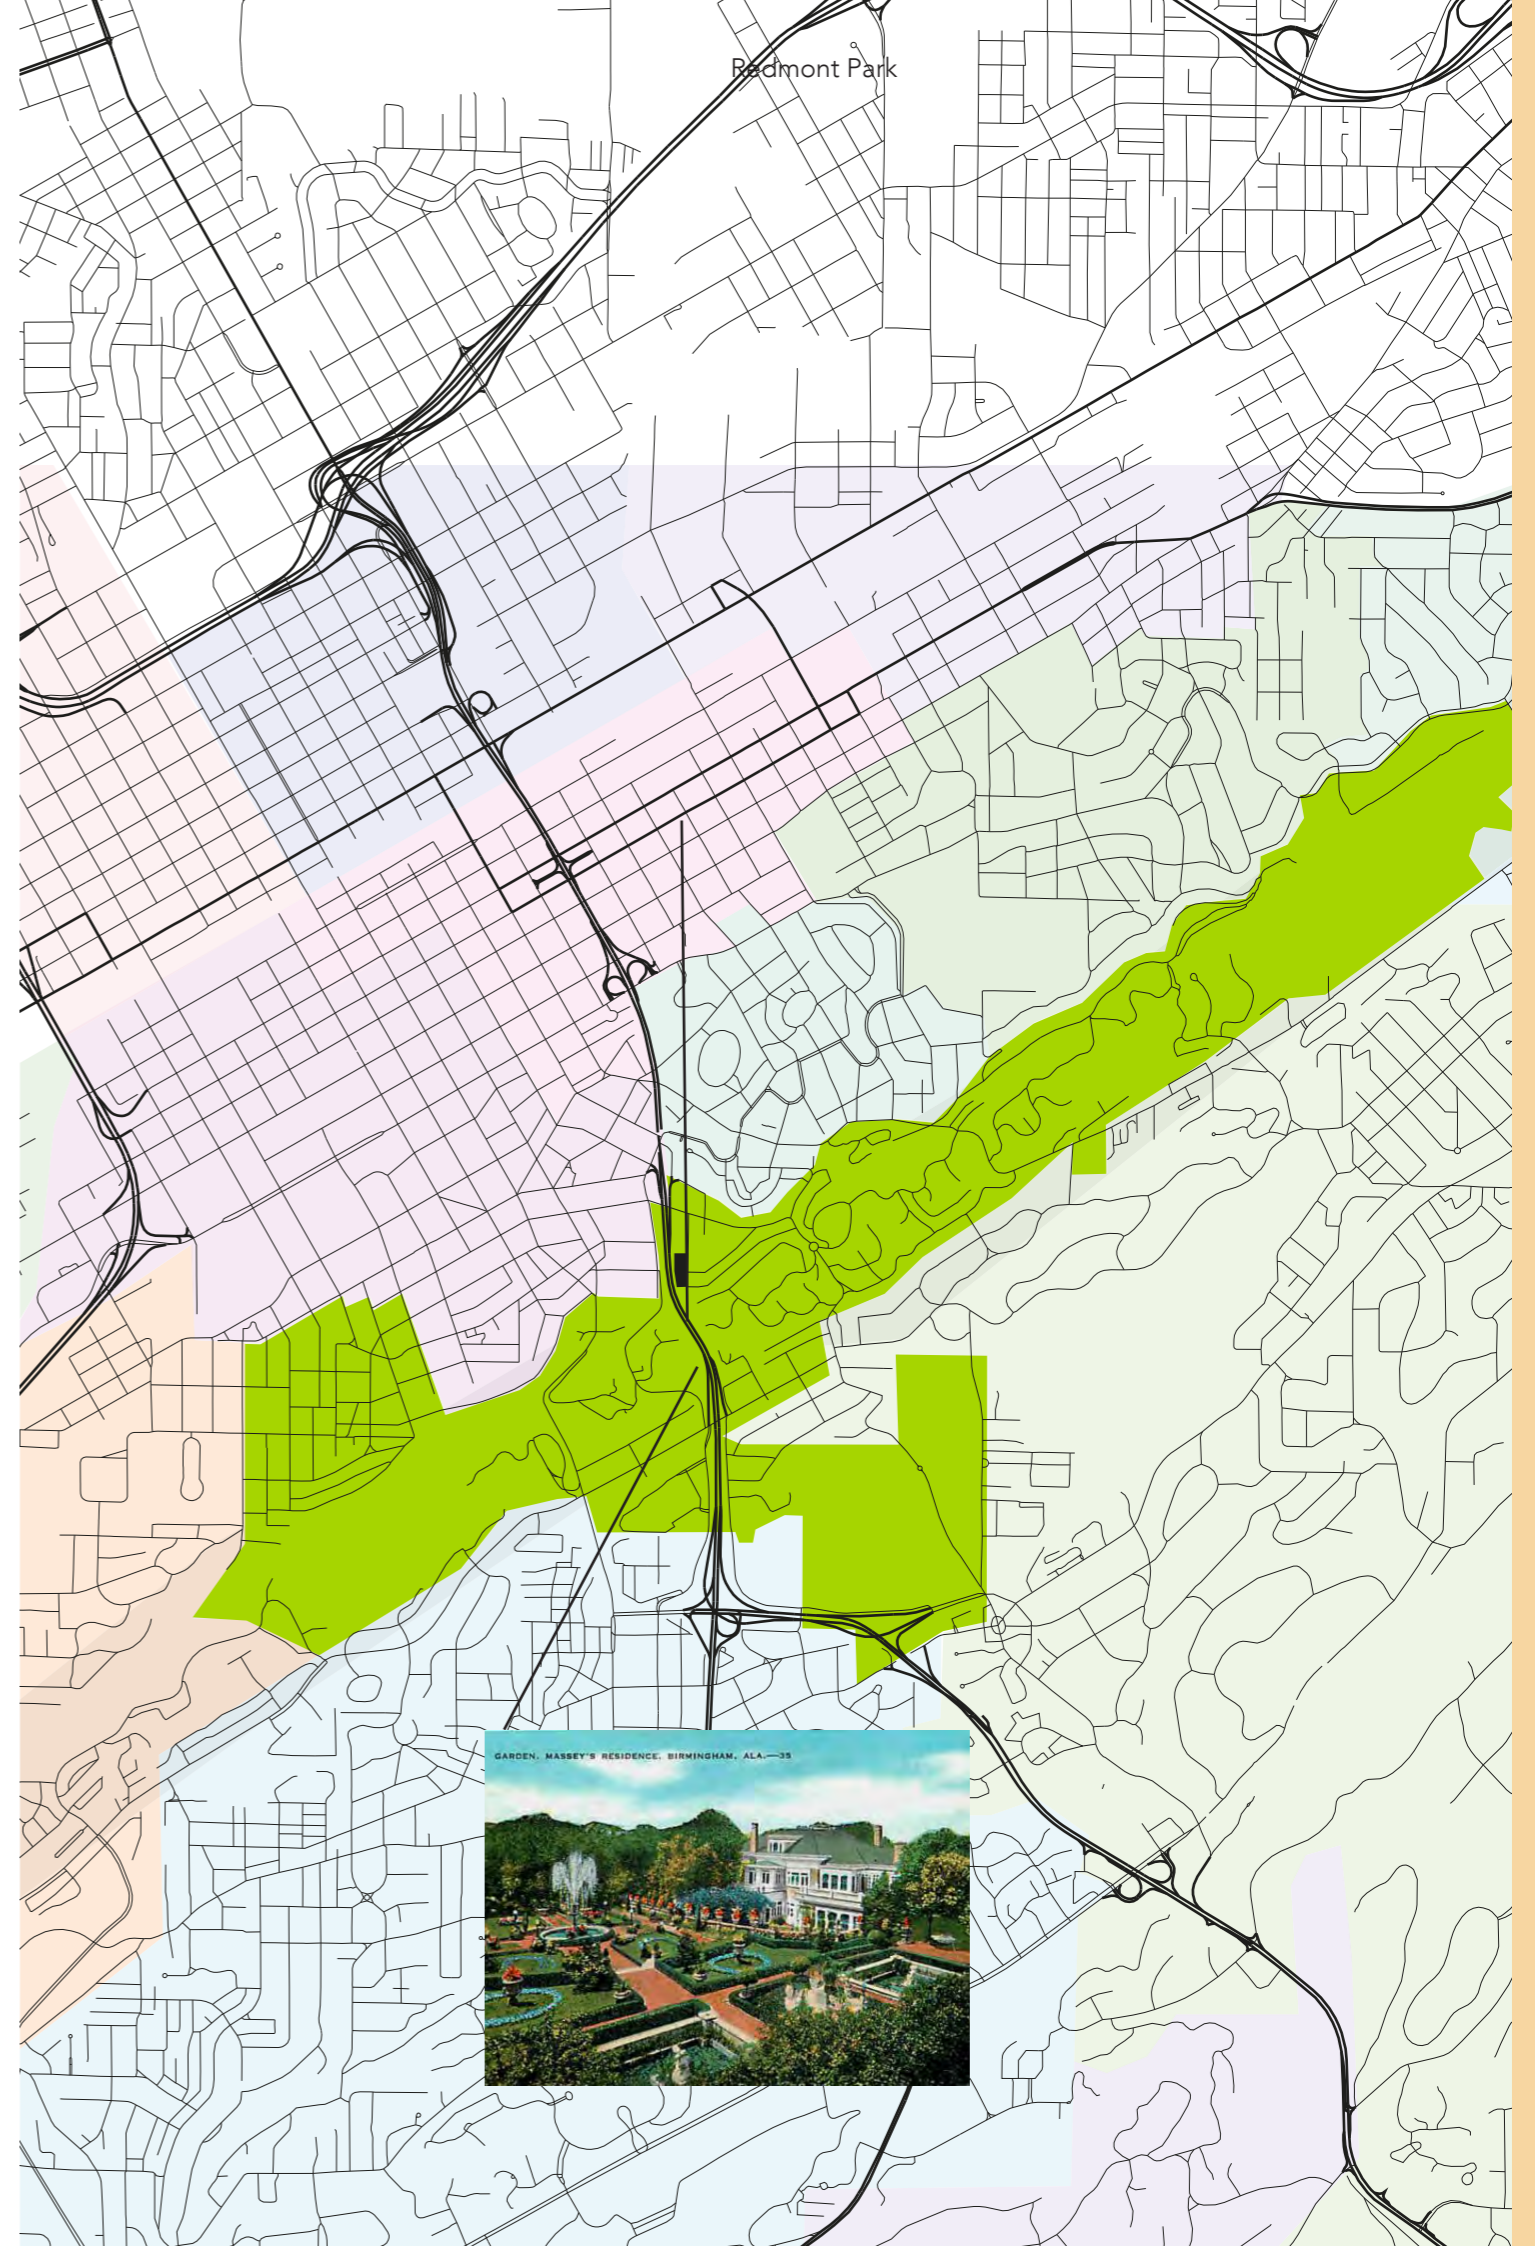 Redmont Park
GARDEN, MASSEY'S RESIDENCE, BIRMINGHAM, ALA.—35